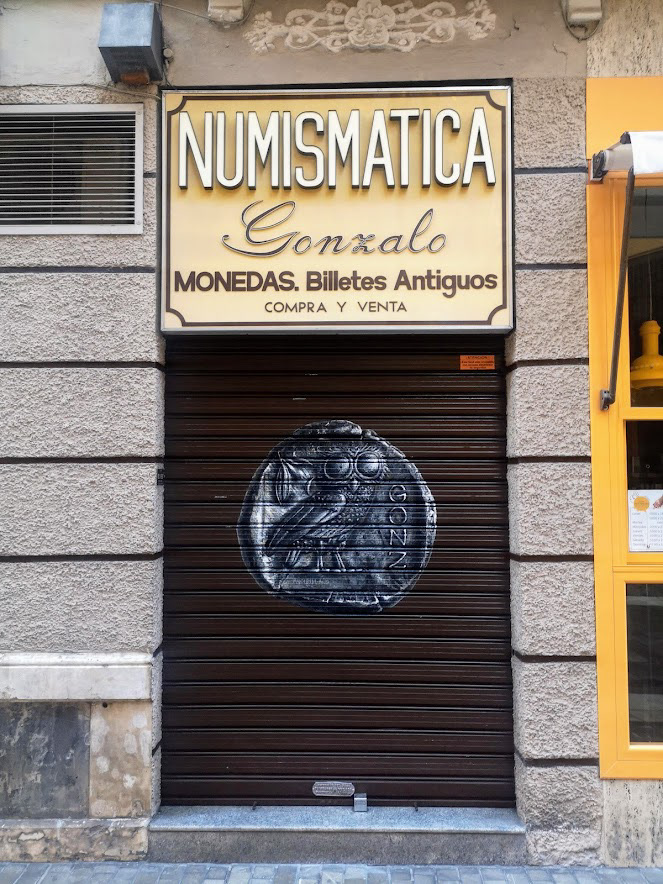 NUMISMATICA
Gonzalo
MONEDAS. Billetes Antiguos
COMPRA Y VENTA
GONZ